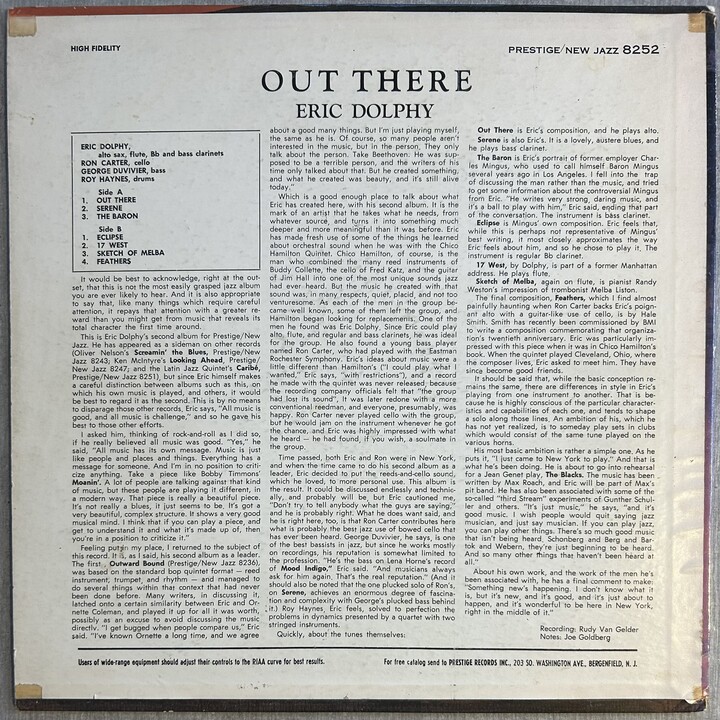 HIGH FIDELITY
PRESTIGE/NEW JAZZ 8252
OUT THERE
ERIC DOLPHY
ERIC DOLPHY,
alto sax, flute, Bb and bass clarinets
RON CARTER, cello
GEORGE DUVIVIER, bass
ROY HAYNES, drums
Side A
1. OUT THERE
2. SERENE
3. THE BARON
Side B
1. ECLIPSE
2. 17 WEST
3. SKETCH OF MELBA
4. FEATHERS
It would be best to acknowledge, right at the out-
set, that this is not the most easily grasped jazz album
you are ever likely to hear. And it is also appropriate
to say that, like many things which require careful
attention, it repays that attention with a greater re-
ward than you might get from music that reveals its
total character the first time around.
This is Eric Dolphy's second album for Prestige/New
Jazz. He has appeared as a sideman on other records
(Oliver Nelson's Screamin' the Blues, Prestige/New
Jazz 8243; Ken McIntyre's Looking Ahead, Prestige/
New Jazz 8247; and the Latin Jazz Quintet's Caribé,
Prestige/New Jazz 8251), but since Eric himself makes
a careful distinction between albums such as this, on
which his own music is played, and others, it would
be best to regard it as the second. This is by no means
to disparage those other records, Eric says, "All music is
good, and all music is challenge," and so he gave his
best to those other efforts.
I asked him, thinking of rock-and-roll as I did so,
if he really believed all music was good. "Yes," he
said, "All music has its own message. Music is just
like people and like literature. Everything has a
message for someone. And I'm in no position to criti-
cize anything. Take a piece like Bobby Timmons'
Moanin'. A lot of people are talking against that kind
of music, but these people are playing it different, in
a modern way. That piece is really a beautiful piece.
It's not really a blues, it just seems to be. It's got a
very beautiful, complex structure. It shows a very good
musical mind. I think that if you can play a piece, and
get to understand it and what it's made up of, then
you're in a position to criticize it."
Feeling put in my place, I returned to the subject of
this record. It is, as I said, his second album as a leader.
The first, Outward Bound (Prestige/New Jazz 8236),
was based on the standard bop quintet format — reed
instrument, trumpet, and rhythm — and managed to
do several things within that context that had never
been done before. Many writers, in discussing it,
latched onto a certain similarity between Eric and Or-
nette Coleman, and played it up for all it was worth,
possibly as an excuse to avoid discussing the music
directly. "I get bugged when people compare us," Eric
said. "I've known Ornette a long time, and we agree
about a good many things. But I'm just playing myself,
the same as he is. Of course, so many people aren't
interested in the music, but in the person. They only
talk about the person. Take Beethoven. He was sup-
posed to be a terrible person, and the writers of his
time only talked about that. But he created something,
and what he created was beauty, and it's still alive
today."
Which is a good enough place to talk about what
Eric has created here, with his second album. It is the
mark of an artist that he takes what he needs, from
whatever source, and turns it into something much
deeper and more meaningful than it was before. Eric
has made fresh use of some of the things he learned
about orchestral sound when he was with the Chico
Hamilton Quintet. Chico Hamilton, of course, is the
man who combined the many reed instruments of
Buddy Collette, the cello of Fred Katz, and the guitar
of Jim Hall into one of the most unique sounds jazz
had ever heard. But the music he created with that
sound was, in many respects, quiet, placid, and not too
venturesome. As each of the men in the group be-
came well known, some of them left the group, and
Hamilton began looking for replacements. One of the
men he found was Eric Dolphy. Since Eric could play
alto, flute, and regular and bass clarinets, he was ideal
for the group. He also found a young bass player
named Ron Carter, who had played with the Eastman
Rochester Symphony. Eric's ideas about music were a
little different than Hamilton's ("I could play what I
wanted," Eric says, "with restrictions"), and a record
he made with the quintet was never released because
the recording company officials felt that "the group
had lost its sound", it was later redone with a more
conventional reedman, and everyone, presumably, was
happy. Ron Carter never played cello with the group,
but he would jam on the instrument whenever he got
the chance, and Eric was highly impressed with what
he heard — he had found, if you wish, a soulmate in
the group.
Time passed, both Eric and Ron were in New York,
and when the time came to do his second album as a
leader, Eric decided to put the reeds-and-cello sound,
which he loved, to more personal use. This album is
the result. It could be discussed endlessly and technic-
ally, and probably will be, but Eric cautioned me,
"Don't try to tell anybody what the guys are saying,"
and he is probably right. What he does want said, and
he is right here, too, is that Ron Carter contributes here
what is probably the best jazz use of bowed cello that
has ever been heard. George Duvivier, he says, is one
of the best bassists in jazz, but since he works mostly
on recordings, his reputation is somewhat limited to
the profession. "He's the bass on Lena Horne's record
of Mood Indigo," Eric said. "And musicians always
ask for him again. That's the real reputation." (And it
should also be noted that the one plucked solo of Ron's,
on Serene, achieves an enormous degree of fascina-
tion and complexity with George's plucked bass behind
it.) Roy Haynes, Eric feels, solved to perfection the
problems in dynamics presented by a quartet with two
stringed instruments.
Quickly, about the tunes themselves:
Out There is Eric's composition, and he plays alto.
Serene is also Eric's. It is a lovely, austere blues, and
he plays bass clarinet.
The Baron is Eric's portrait of former employer Char-
les Mingus, who used to call himself Baron Mingus
several years ago in Los Angeles. I fell into the trap
of discussing the man rather than the music, and tried
to get some information about the controversial Mingus
from Eric. "He writes very strong, daring music, and
it's a ball to play with him," Eric said, ending that part
of the conversation. The instrument is bass clarinet.
Eclipse is Mingus' own composition. Eric feels that,
while this is perhaps not representative of Mingus'
best writing, it most closely approximates the way
Eric feels about him, and so he chose to play it. The
instrument is regular Bb clarinet.
17 West, by Dolphy, is part of a former Manhattan
address. He plays flute.
Sketch of Melba, again on flute, is pianist Randy
Weston's impression of trombonist Melba Liston.
The final composition, Feathers, which I find almost
painfully haunting when Ron Carter backs Eric's poign-
ant alto with a guitar-like use of cello, is by Hale
Smith. Smith has recently been commissioned by BMI
to write a composition commemorating that organiza-
tion's twentieth anniversary. Eric was particularly im-
pressed with this piece when it was in Chico Hamilton's
book. When the quintet played Cleveland, Ohio, where
the composer lives, Eric asked to meet him. They have
since become good friends.
It should be said that, while the basic conception re-
mains the same, there are differences in style in Eric's
playing from one instrument to another. That is be-
cause he is highly conscious of the particular character-
istics and capabilities of each one, and tends to shape
a solo along those lines. An ambition of his, which he
has not yet realized, is to someday play sets in clubs
which would consist of the same tune played on the
various horns.
His most basic ambition is rather a simple one. As he
puts it, "I just came to New York to play." And that is
what he's been doing. He is about to go into rehearsal
for a Jean Genet play, The Blacks. The music has been
written by Max Roach, and Eric will be part of Max's
pit band. He has also been associated with some of the
so-called "third Stream" experiments of Gunther Schul-
ler and others. "It's just music," he says, "and it's
good music. I would quit saying jazz musician, and just say musician. If you can play jazz,
you can play other things. There's so much good music
that isn't being heard. Schonberg and Berg and Bar-
tok and Webern, they're just beginning to be heard.
And so many other things that haven't been heard at
all."
About his own work, and the work of the men he's
been associated with, he has a final comment to make:
"Something new's happening. I don't know what it
is, but it's new, and it's good, and it's just about to
happen, and it's wonderful to be here in New York,
right in the middle of it."
Recording: Rudy Van Gelder
Notes: Joe Goldberg
Users of wide-range equipment should adjust their controls to the RIAA curve for best results.
For free catalog send to PRESTIGE RECORDS INC., 203 SO. WASHINGTON AVE., BERGENFIELD, N. J.